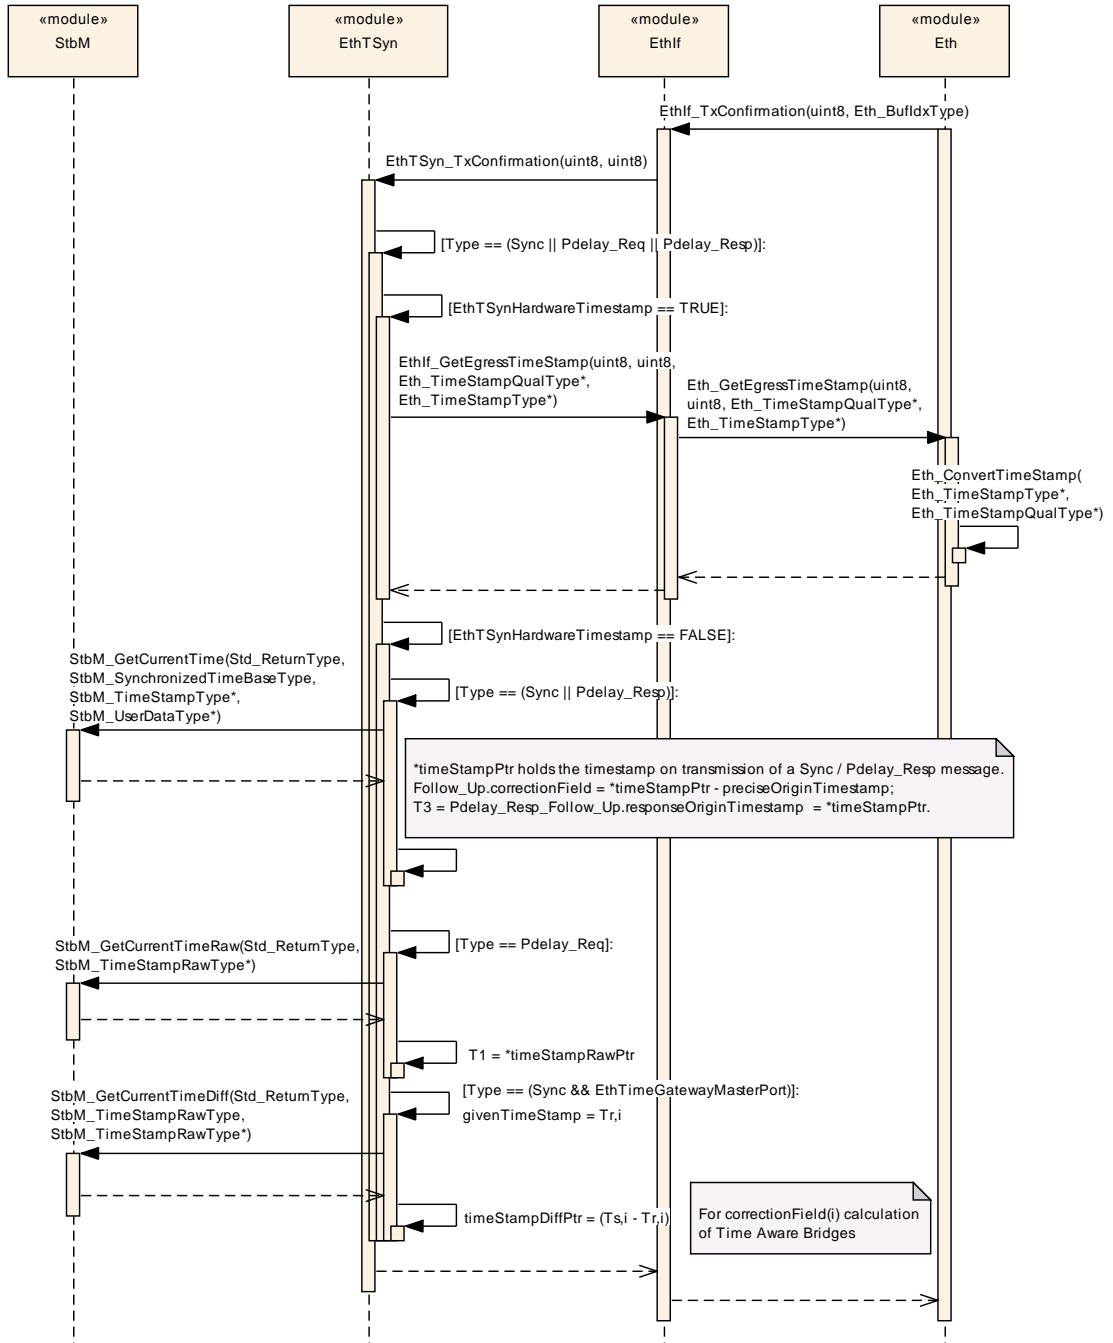 «module»
StbM
«module»
EthTSyn
«module»
EthIf
«module»
Eth
EthIf_TxConfirmation(uint8, Eth_BufIdxType)
EthTSyn_TxConfirmation(uint8, uint8)
[Type == (Sync || Pdelay_Req || Pdelay_Resp)]:
[EthTSynHardwareTimestamp == TRUE]:
EthIf_GetEgressTimeStamp(uint8, uint8,
Eth_TimeStampQualType*,
Eth_TimeStampType*)
Eth_GetEgressTimeStamp(uint8,
uint8, Eth_TimeStampQualType*,
Eth_TimeStampType*)
Eth_ConvertTimeStamp(
Eth_TimeStampType*,
Eth_TimeStampQualType*)
[EthTSynHardwareTimestamp == FALSE]:
StbM_GetCurrentTime(Std_ReturnType,
StbM_SynchronizedTimeBaseType,
StbM_TimeStampType*,
StbM_UserDataType*)
[Type == (Sync || Pdelay_Resp)]:
*timeStampPtr holds the timestamp on transmission of a Sync / Pdelay_Resp message.
Follow_Up.correctionField = *timeStampPtr - preciseOriginTimestamp;
T3 = Pdelay_Resp_Follow_Up.responseOriginTimestamp  = *timeStampPtr.
StbM_GetCurrentTimeRaw(Std_ReturnType,
StbM_TimeStampRawType*)
[Type == Pdelay_Req]:
T1 = *timeStampRawPtr
StbM_GetCurrentTimeDiff(Std_ReturnType,
StbM_TimeStampRawType,
StbM_TimeStampRawType*)
[Type == (Sync && EthTimeGatewayMasterPort)]:
givenTimeStamp = Tr,i
timeStampDiffPtr = (Ts,i - Tr,i)
For correctionField(i) calculation
of Time Aware Bridges